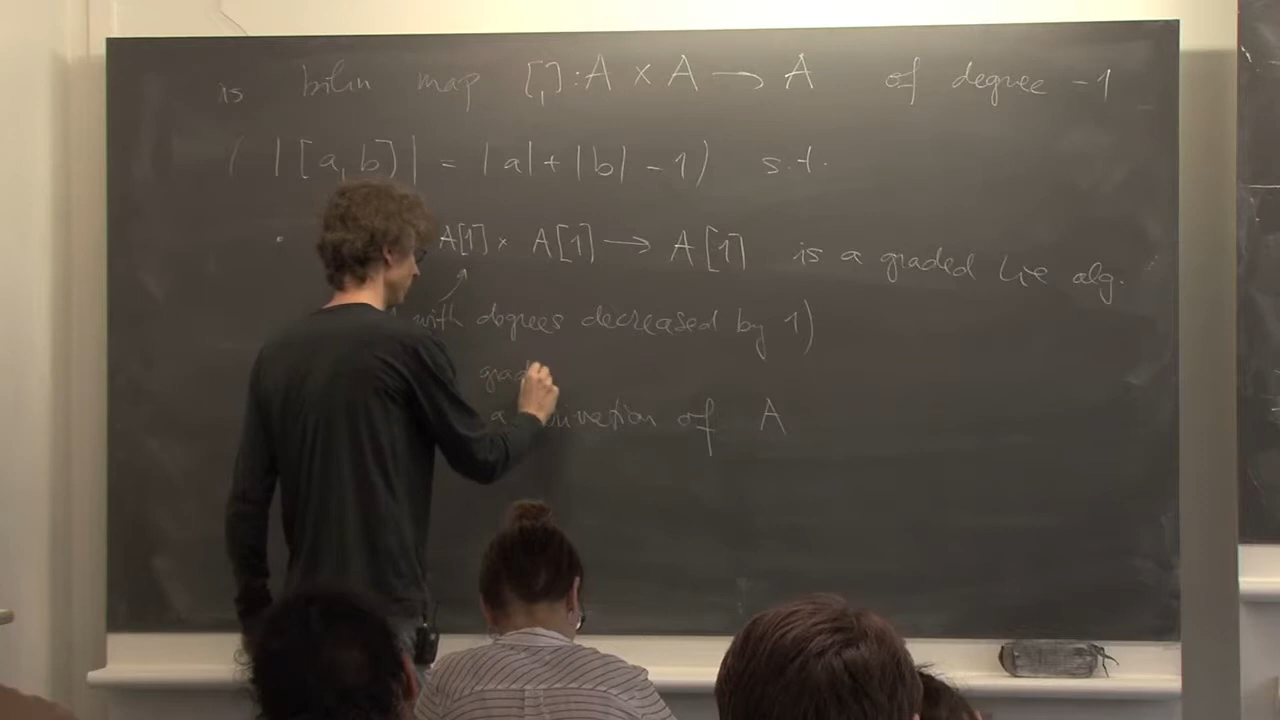 is bilin map [,]: A × A → A of degree -1
( |[a,b]| = |a|+|b| - 1) s.t.
• A[1] × A[1] → A[1] is a graded Lie alg.
with degrees decreased by 1)
a of A